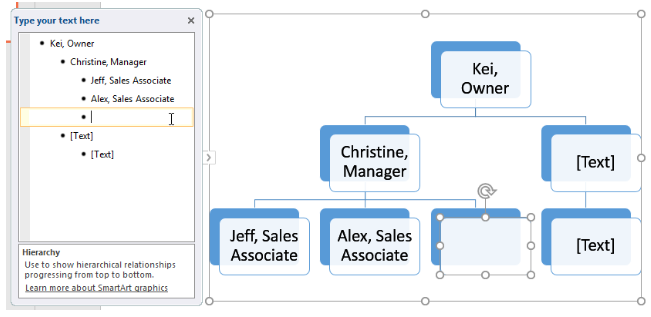 Type your text here
Kei, Owner
Christine, Manager
Jeff, Sales Associate
Alex, Sales Associate
[Text]
[Text]
Hierarchy
Use to show hierarchical relationships
progressing from top to bottom.
Learn more about SmartArt graphics
Kei,
Owner
Christine,
Manager
[Text]
Jeff, Sales
Associate
Alex, Sales
Associate
[Text]